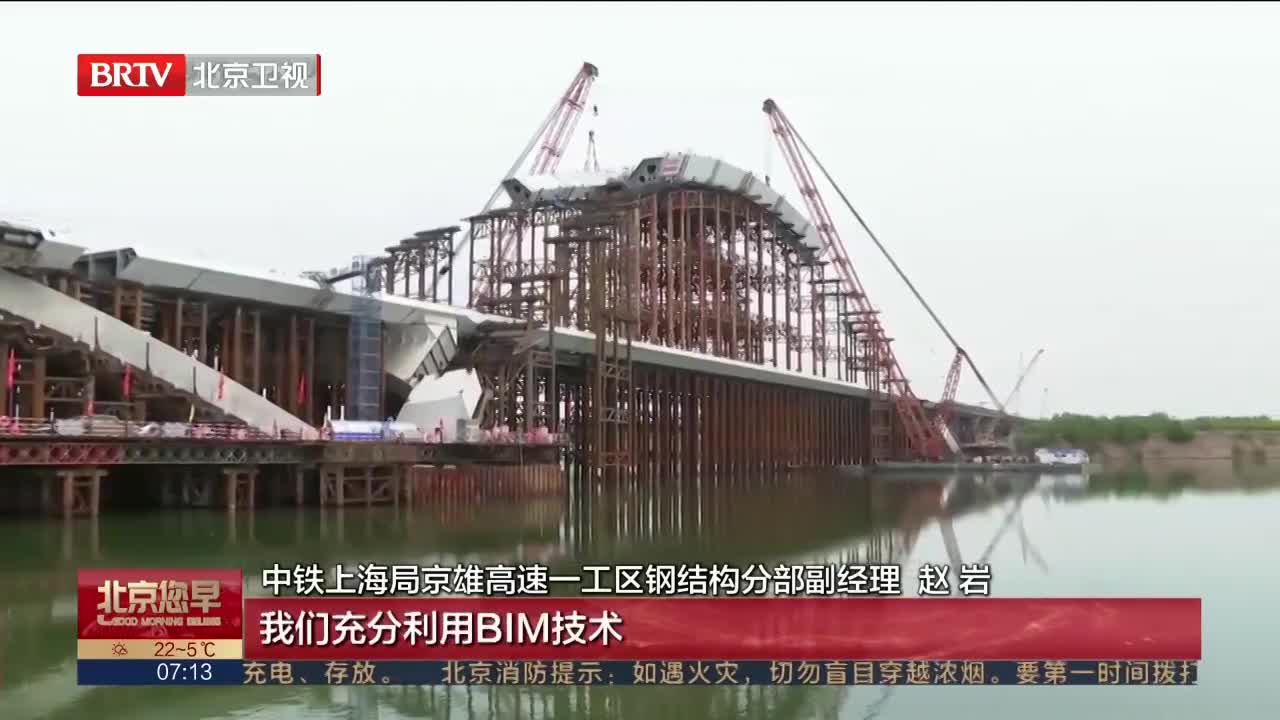 BRTV 北京卫视
中铁上海局京雄高速一工区钢结构分部副经理 赵 岩
北京您早
GOOD MORNING BEIJING
我们充分利用BIM技术
22~5℃
07:13
充电、存放。 北京消防提示：如遇火灾，切勿盲目穿越浓烟。要第一时间拨打